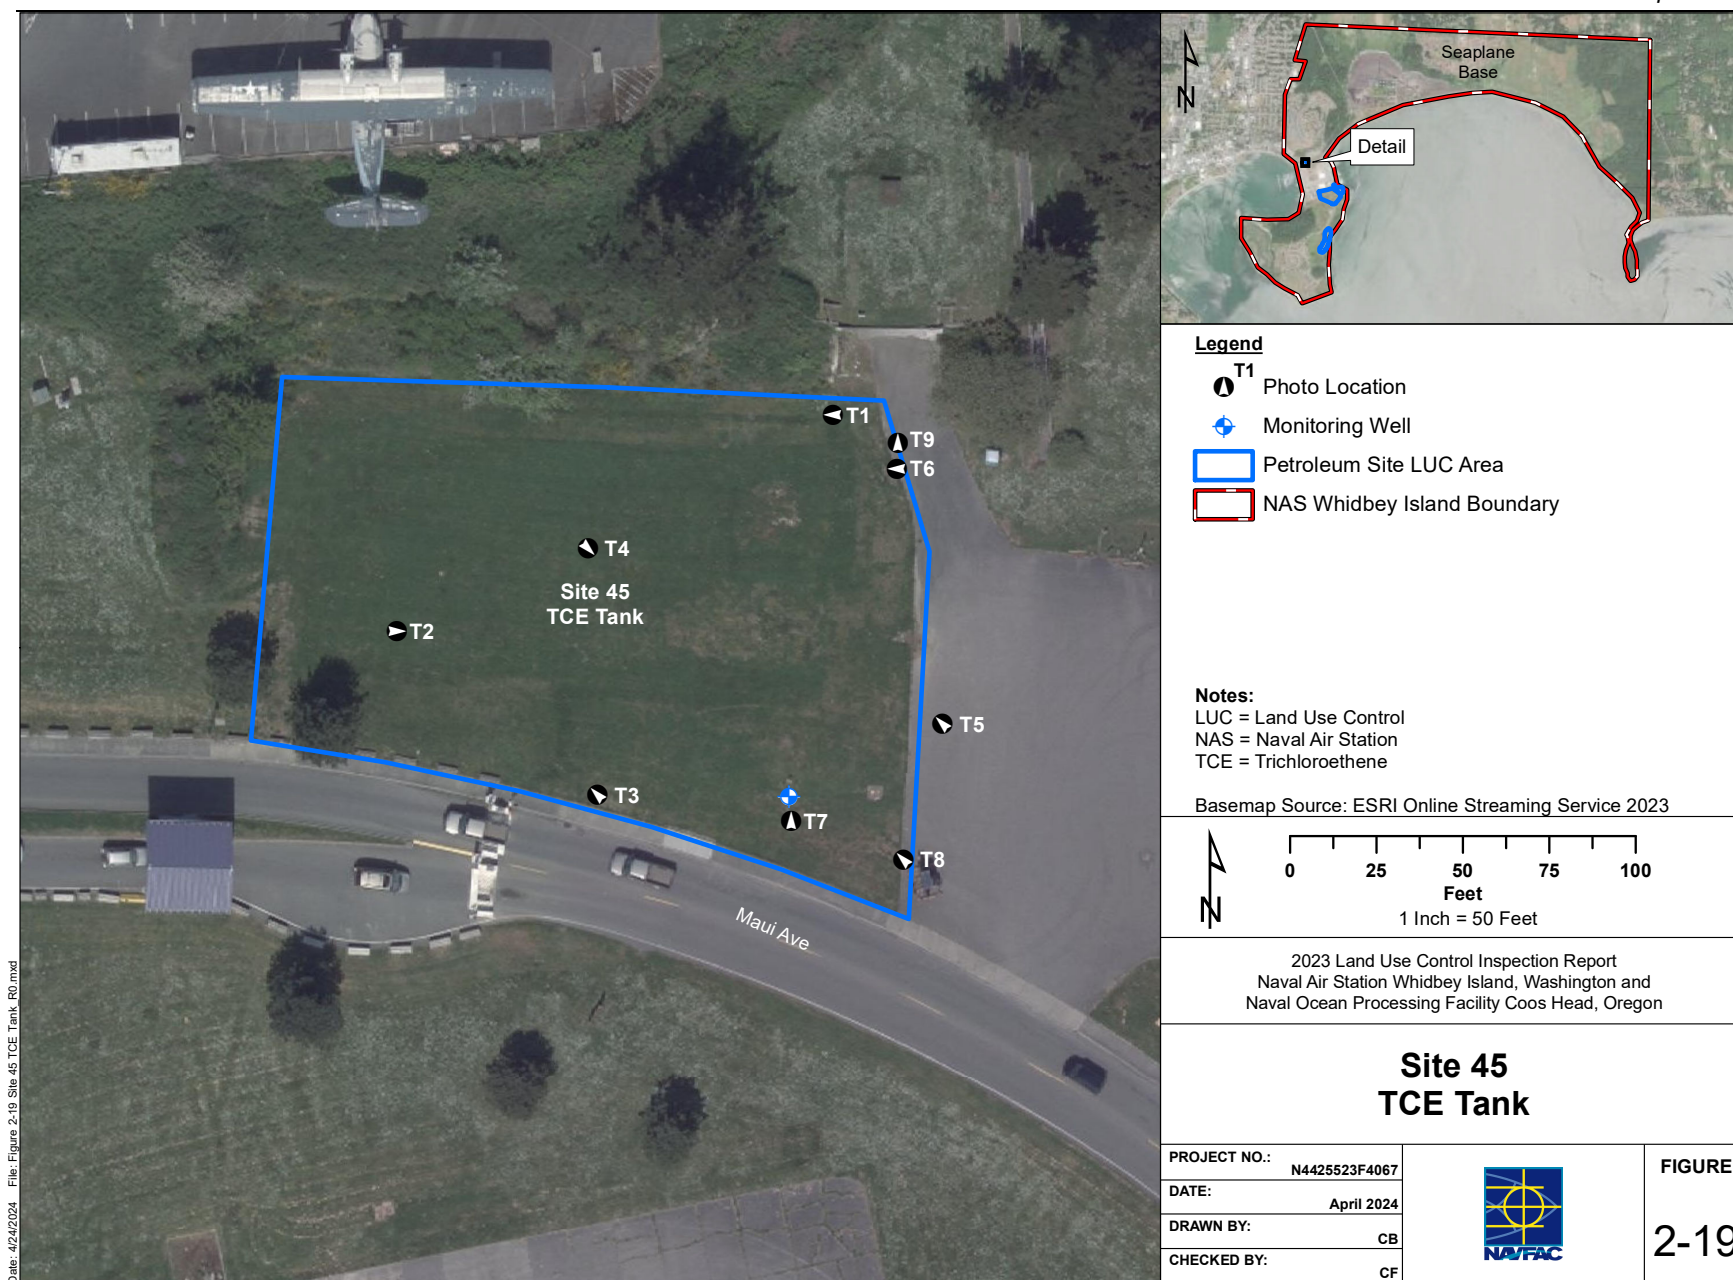 Seaplane
Base
Detail
N
Legend
T1
Photo Location
Monitoring Well
Petroleum Site LUC Area
NAS Whidbey Island Boundary
T1
T9
T6
T4
Site 45
TCE Tank
T2
T5
T3
T7
T8
Maui Ave
Notes:
LUC = Land Use Control
NAS = Naval Air Station
TCE = Trichloroethene
Basemap Source: ESRI Online Streaming Service 2023
N
0 25 50 75 100
Feet
1 Inch = 50 Feet
2023 Land Use Control Inspection Report
Naval Air Station Whidbey Island, Washington and
Naval Ocean Processing Facility Coos Head, Oregon
Site 45
TCE Tank
PROJECT NO.:
N4425523F4067
DATE:
April 2024
DRAWN BY:
CB
CHECKED BY:
CF
NAVFAC
FIGURE
2-19
Date: 4/24/2024 File: Figure 2-19 Site 45 TCE Tank_R0.mxd